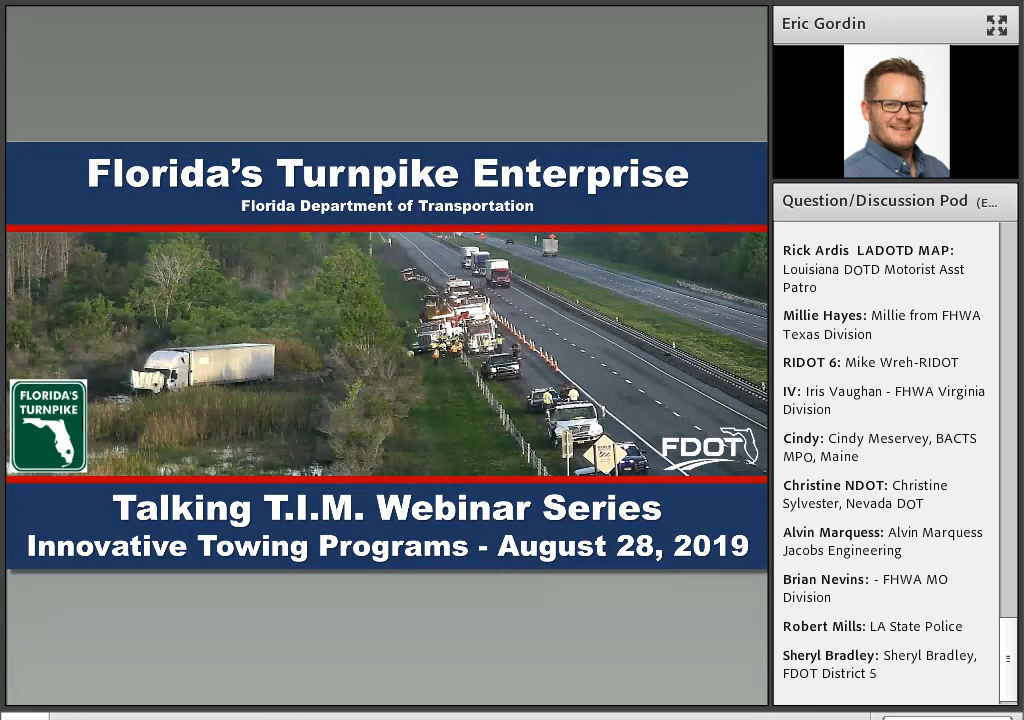 Florida's Turnpike Enterprise
Florida Department of Transportation
FLORIDA'S
TURNPIKE
FDOT
Talking T.I.M. Webinar Series
Innovative Towing Programs - August 28, 2019
Eric Gordin
Question/Discussion Pod (E...
Rick Ardis LADOTD MAP:
Louisiana DOTD Motorist Asst
Patro
Millie Hayes: Millie from FHWA
Texas Division
RIDOT 6: Mike Wreh-RIDOT
IV: Iris Vaughan - FHWA Virginia
Division
Cindy: Cindy Meservey, BACTS
MPO, Maine
Christine NDOT: Christine
Sylvester, Nevada DOT
Alvin Marquess: Alvin Marquess
Jacobs Engineering
Brian Nevins: - FHWA MO
Division
Robert Mills: LA State Police
Sheryl Bradley: Sheryl Bradley,
FDOT District 5